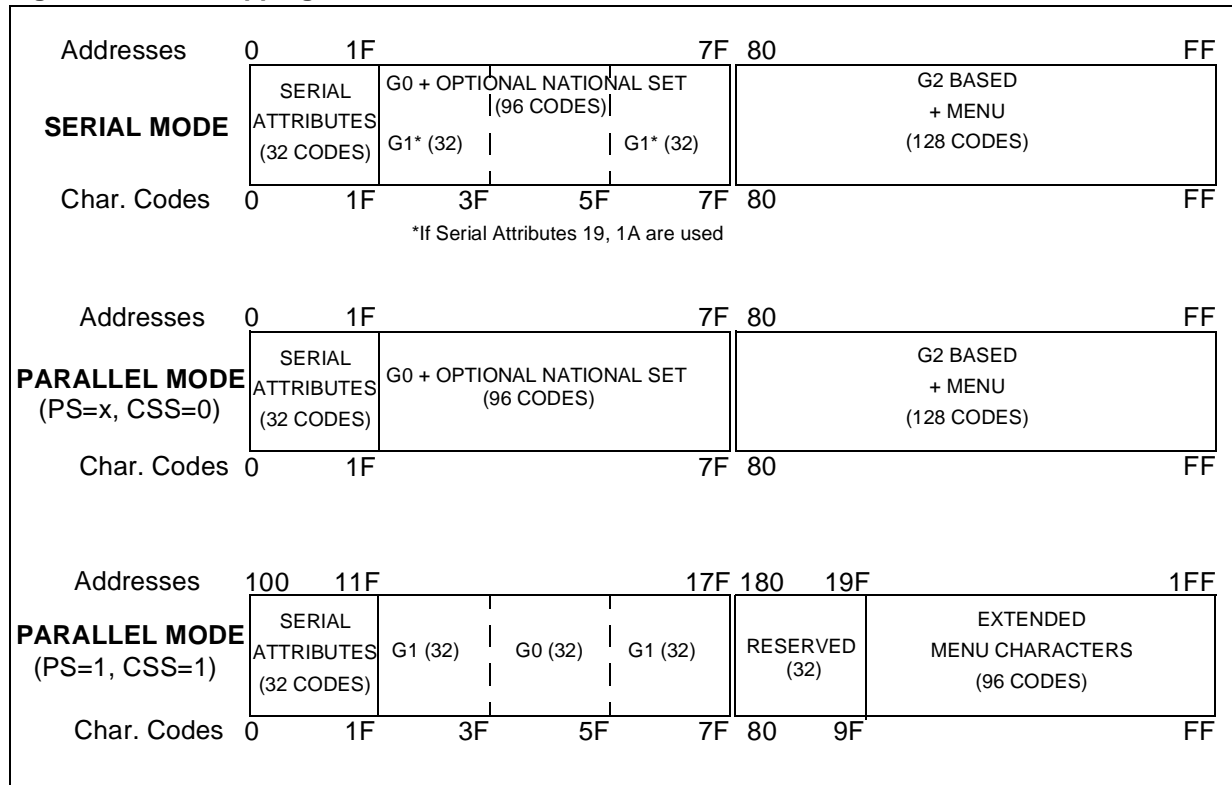 Addresses 0 1F 7F 80 FF
SERIAL MODE
SERIAL
ATTRIBUTES
(32 CODES)
G0 + OPTIONAL NATIONAL SET
(96 CODES)
G1* (32)
G1* (32)
G2 BASED
+ MENU
(128 CODES)
Char. Codes 0 1F 3F 5F 7F 80 FF
*If Serial Attributes 19, 1A are used
Addresses 0 1F 7F 80 FF
PARALLEL MODE
(PS=x, CSS=0)
SERIAL
ATTRIBUTES
(32 CODES)
G0 + OPTIONAL NATIONAL SET
(96 CODES)
G2 BASED
+ MENU
(128 CODES)
Char. Codes 0 1F 7F 80 FF
Addresses 100 11F 17F 180 19F 1FF
PARALLEL MODE
(PS=1, CSS=1)
SERIAL
ATTRIBUTES
(32 CODES)
G1 (32)
G0 (32)
G1 (32)
RESERVED
(32)
EXTENDED
MENU CHARACTERS
(96 CODES)
Char. Codes 0 1F 3F 5F 7F 80 9F FF